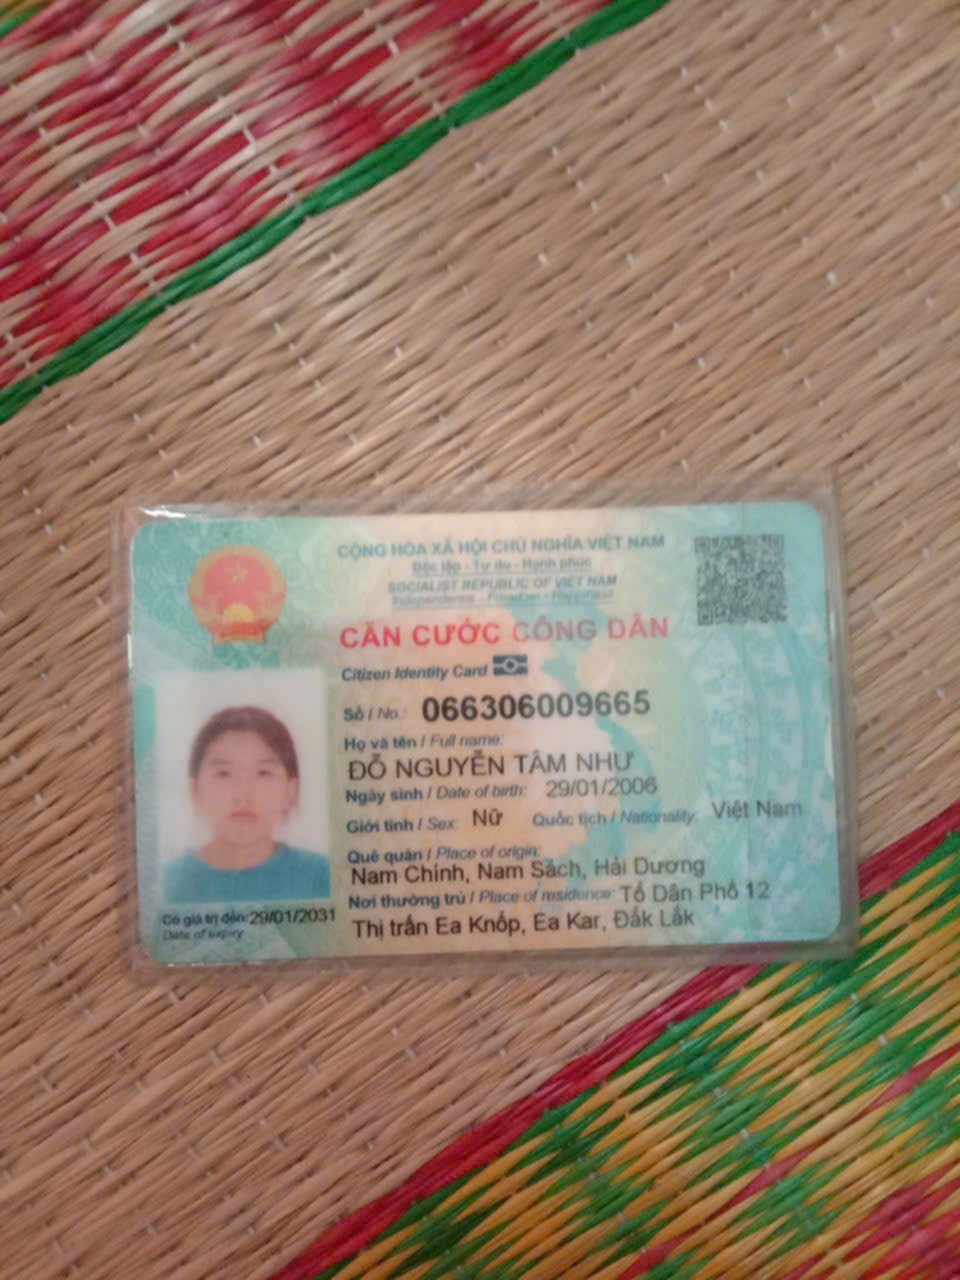 CỘNG HÒA XÃ HỘI CHỦ NGHĨA VIỆT NAM
Độc lập - Tự do - Hạnh phúc
SOCIALIST REPUBLIC OF VIET NAM
Independence - Freedom - Happiness
CĂN CƯỚC CÔNG DÂN
Citizen Identity Card
Số / No.: 066306009665
Họ và tên / Full name:
ĐỖ NGUYỄN TÂM NHƯ
Ngày sinh / Date of birth: 29/01/2006
Giới tính / Sex: Nữ Quốc tịch / Nationality: Việt Nam
Quê quán / Place of origin:
Nam Chính, Nam Sách, Hải Dương
Nơi thường trú / Place of residence: Tổ Dân Phố 12
Thị trấn Ea Knốp, Ea Kar, Đắk Lắk
Có giá trị đến: 29/01/2031
Date of expiry